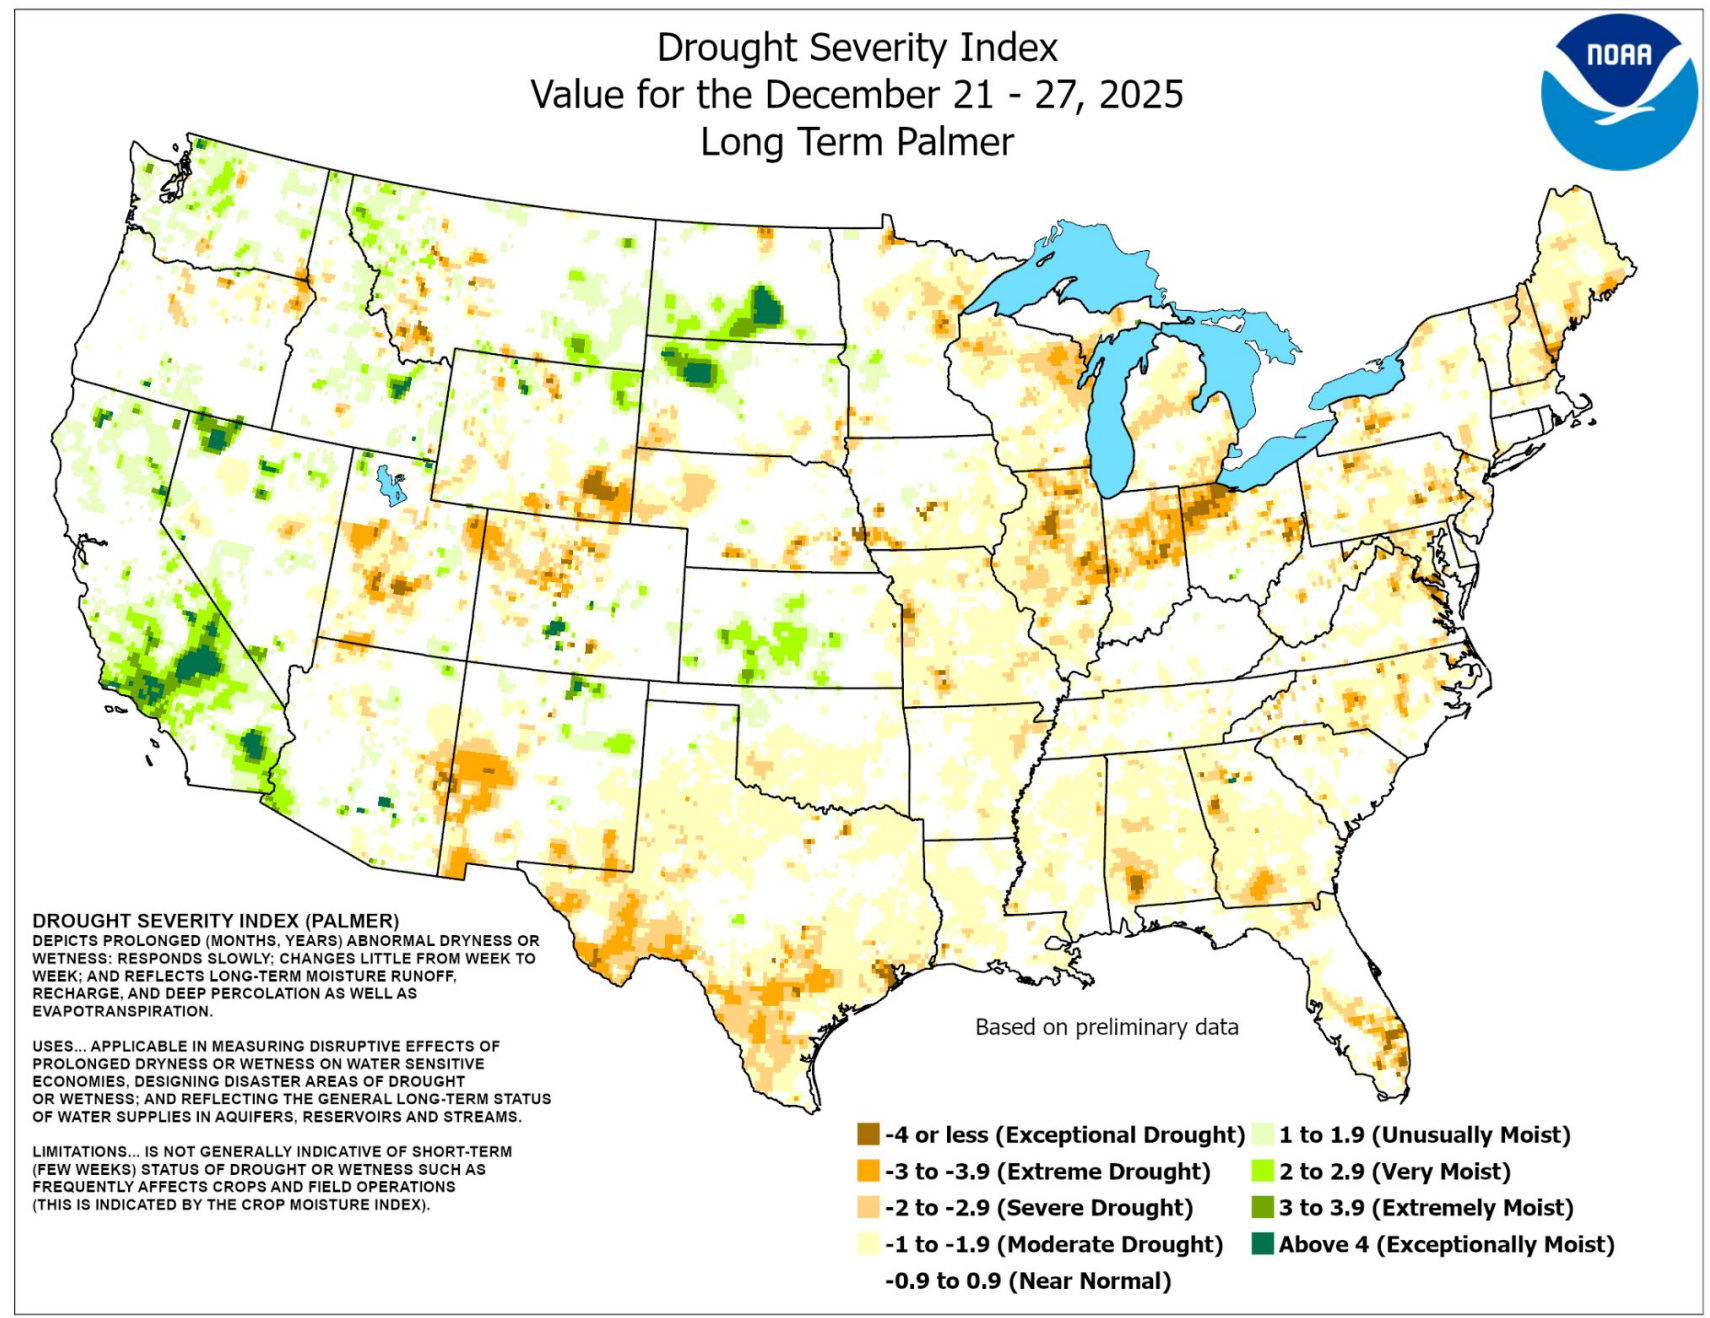 Drought Severity Index
Value for the December 21 - 27, 2025
Long Term Palmer
NOAA
DROUGHT SEVERITY INDEX (PALMER)
DEPICTS PROLONGED (MONTHS, YEARS) ABNORMAL DRYNESS OR
WETNESS: RESPONDS SLOWLY; CHANGES LITTLE FROM WEEK TO
WEEK; AND REFLECTS LONG-TERM MOISTURE RUNOFF,
RECHARGE, AND DEEP PERCOLATION AS WELL AS
EVAPOTRANSPIRATION.
USES... APPLICABLE IN MEASURING DISRUPTIVE EFFECTS OF
PROLONGED DRYNESS OR WETNESS ON WATER SENSITIVE
ECONOMIES, DESIGNING DISASTER AREAS OF DROUGHT
OR WETNESS; AND REFLECTING THE GENERAL LONG-TERM STATUS
OF WATER SUPPLIES IN AQUIFERS, RESERVOIRS AND STREAMS.
LIMITATIONS... IS NOT GENERALLY INDICATIVE OF SHORT-TERM
(FEW WEEKS) STATUS OF DROUGHT OR WETNESS SUCH AS
FREQUENTLY AFFECTS CROPS AND FIELD OPERATIONS
(THIS IS INDICATED BY THE CROP MOISTURE INDEX).
Based on preliminary data
-4 or less (Exceptional Drought)
-3 to -3.9 (Extreme Drought)
-2 to -2.9 (Severe Drought)
-1 to -1.9 (Moderate Drought)
-0.9 to 0.9 (Near Normal)
1 to 1.9 (Unusually Moist)
2 to 2.9 (Very Moist)
3 to 3.9 (Extremely Moist)
Above 4 (Exceptionally Moist)